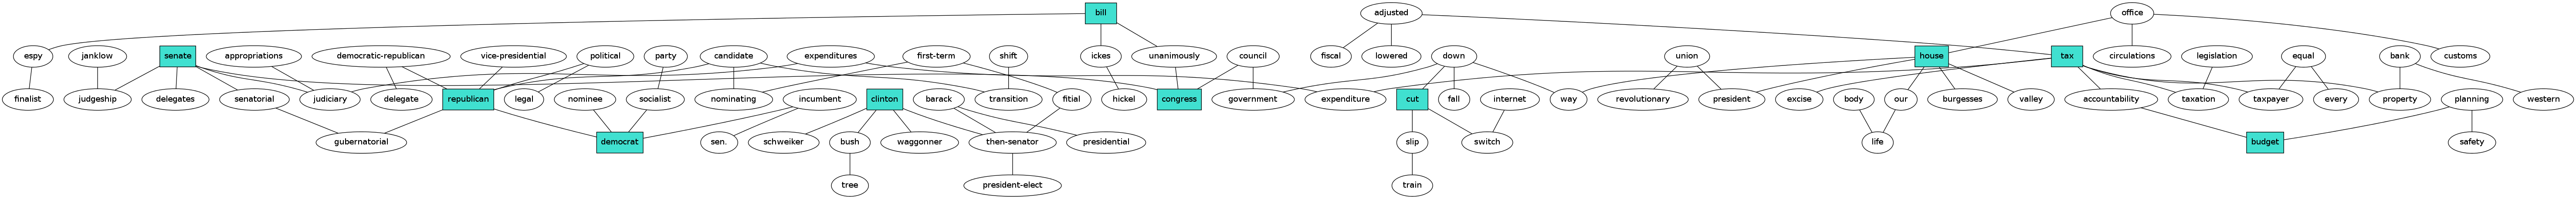 bill adjusted office
espy janklow senate appropriations democratic-republican vice-presidential political party candidate expenditures first-term shift ickes unanimously council fiscal lowered down union house circulations tax legislation equal bank customs
finalist judgeship delegates senatorial judiciary delegate republican legal nominee socialist nominating incumbent clinton barack transition fitial hickel congress government expenditure cut fall internet way revolutionary president excise body our burgesses valley accountability taxation taxpayer every property planning western
gubernatorial democrat sen. schweiker bush waggonner then-senator presidential slip switch life budget safety
tree president-elect train